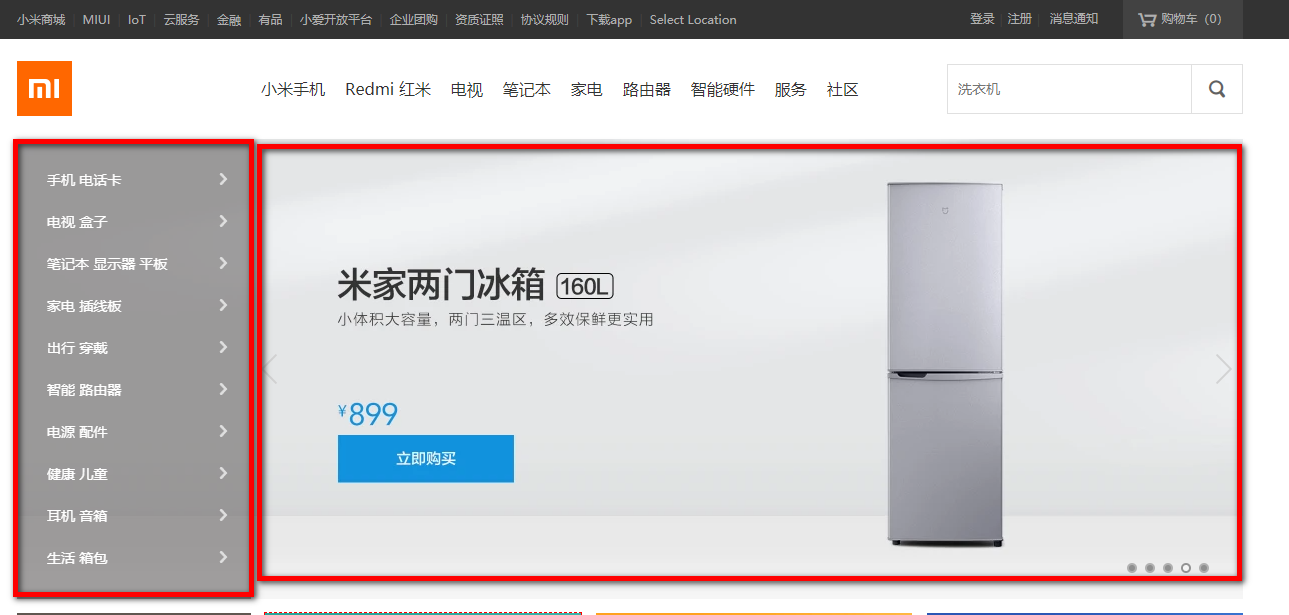 小米商城 MIUI IoT 云服务 金融 有品 小爱开放平台 企业团购 资质证照 协议规则 下载app Select Location 登录 注册 消息通知 购物车（0）
mi 小米手机 Redmi 红米 电视 笔记本 家电 路由器 智能硬件 服务 社区 洗衣机
手机 电话卡
电视 盒子
笔记本 显示器 平板
家电 插线板
出行 穿戴
智能 路由器
电源 配件
健康 儿童
耳机 音箱
生活 箱包
米家两门冰箱 160L
小体积大容量，两门三温区，多效保鲜更实用
¥899
立即购买